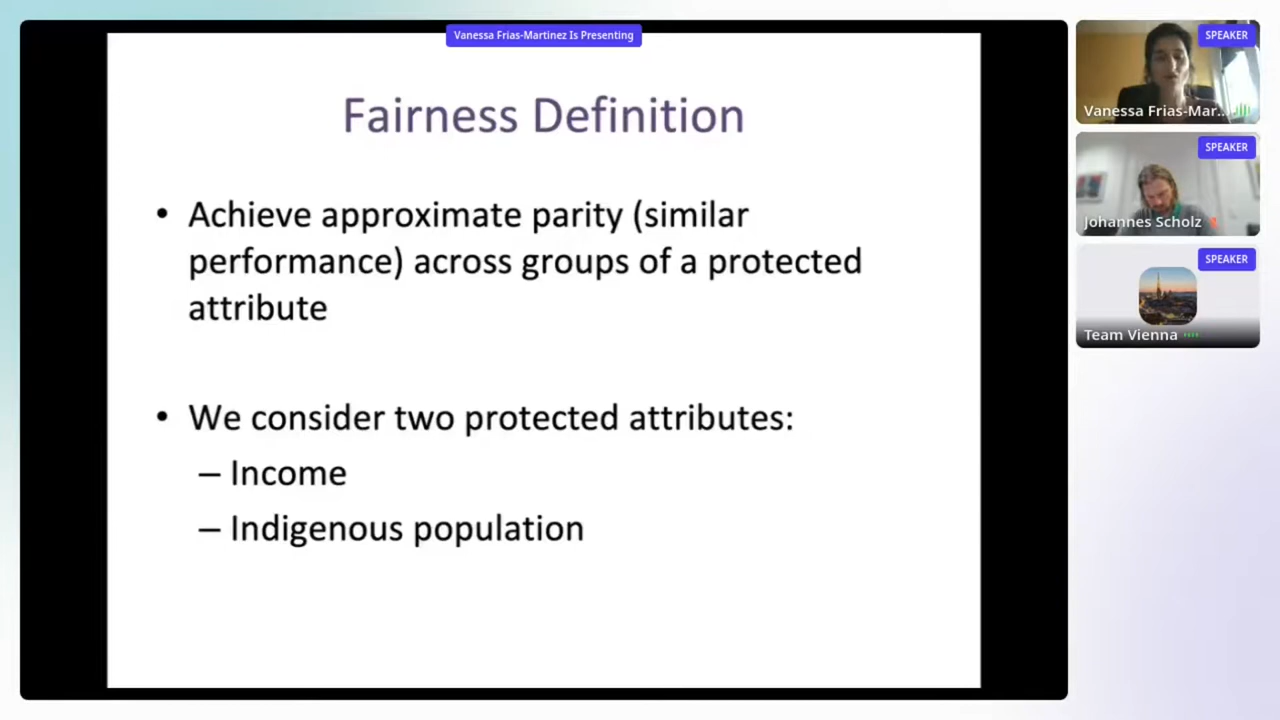 Vanessa Frias-Martinez Is Presenting
Fairness Definition
• Achieve approximate parity (similar
performance) across groups of a protected
attribute
• We consider two protected attributes:
– Income
– Indigenous population
SPEAKER
Vanessa Frias-Mar...
SPEAKER
Johannes Scholz
SPEAKER
Team Vienna